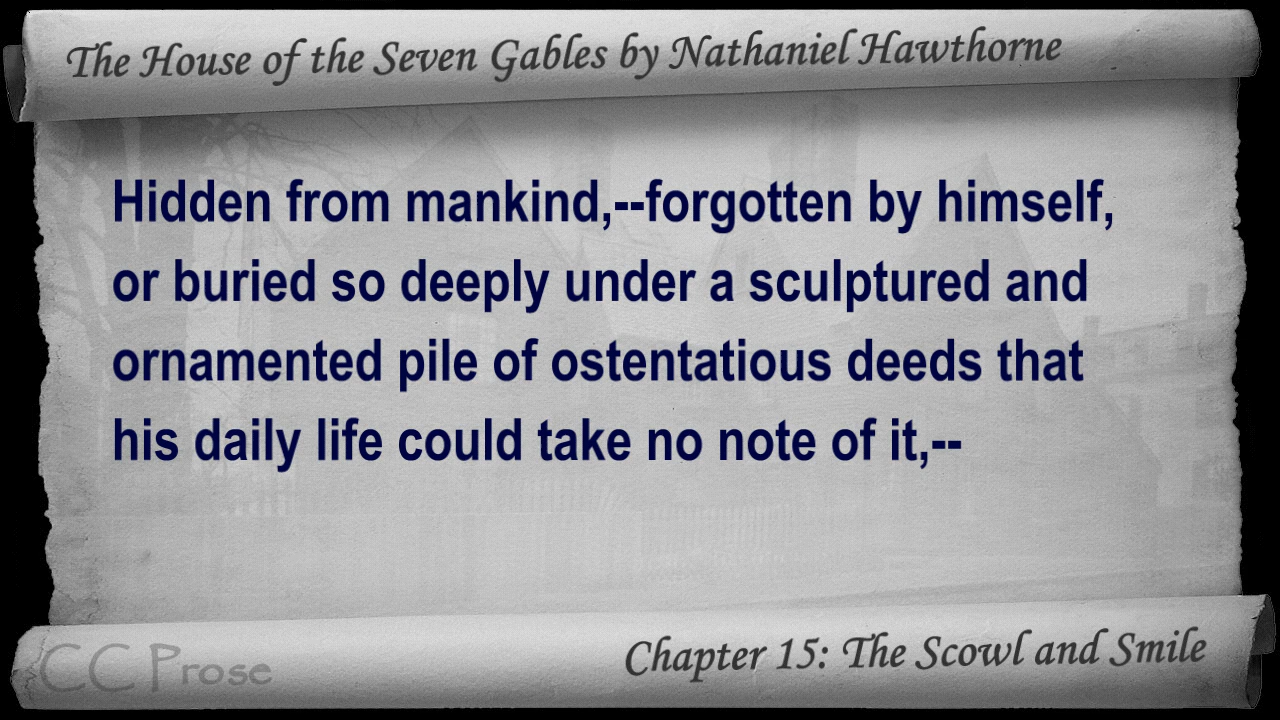 The House of the Seven Gables by Nathaniel Hawthorne
Hidden from mankind,--forgotten by himself,
or buried so deeply under a sculptured and
ornamented pile of ostentatious deeds that
his daily life could take no note of it,--
CC Prose
Chapter 15: The Scowl and Smile